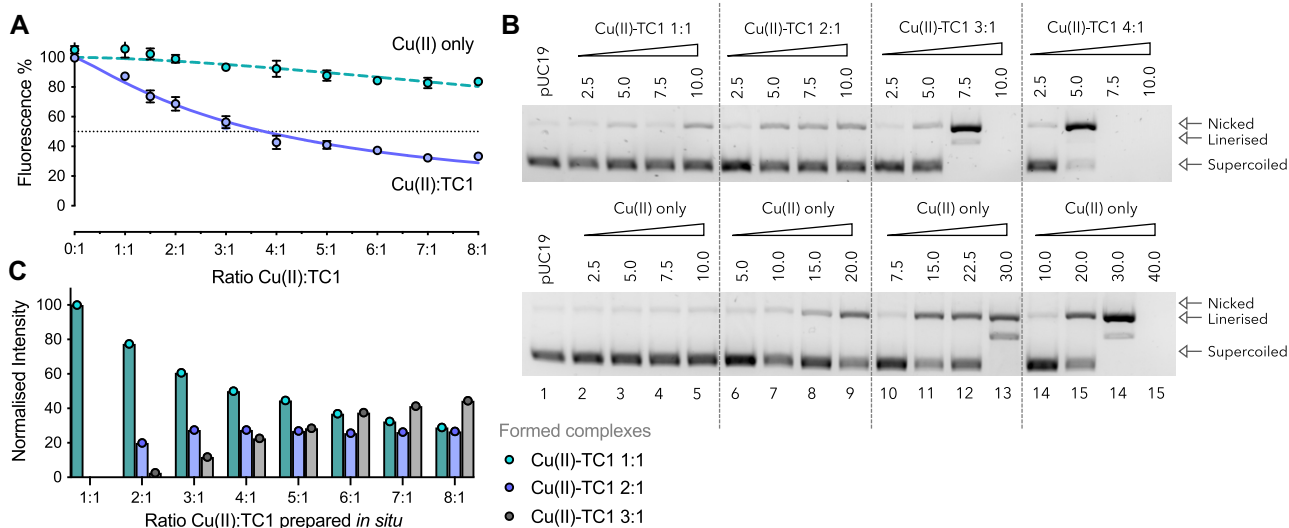 A
Fluorescence %
100
80
60
40
20
0
Cu(II) only
Cu(II):TC1
0:1 1:1 2:1 3:1 4:1 5:1 6:1 7:1 8:1
Ratio Cu(II):TC1
B
Cu(II)-TC1 1:1 Cu(II)-TC1 2:1 Cu(II)-TC1 3:1 Cu(II)-TC1 4:1
pUC19 2.5 5.0 7.5 10.0 2.5 5.0 7.5 10.0 2.5 5.0 7.5 10.0 2.5 5.0 7.5 10.0
Nicked
Linerised
Supercoiled
Cu(II) only Cu(II) only Cu(II) only Cu(II) only
pUC19 2.5 5.0 7.5 10.0 5.0 10.0 15.0 20.0 7.5 15.0 22.5 30.0 10.0 20.0 30.0 40.0
Nicked
Linerised
Supercoiled
1 2 3 4 5 6 7 8 9 10 11 12 13 14 15 14 15
C
Normalised Intensity
100
80
60
40
20
0
1:1 2:1 3:1 4:1 5:1 6:1 7:1 8:1
Ratio Cu(II):TC1 prepared in situ
Formed complexes
Cu(II)-TC1 1:1
Cu(II)-TC1 2:1
Cu(II)-TC1 3:1